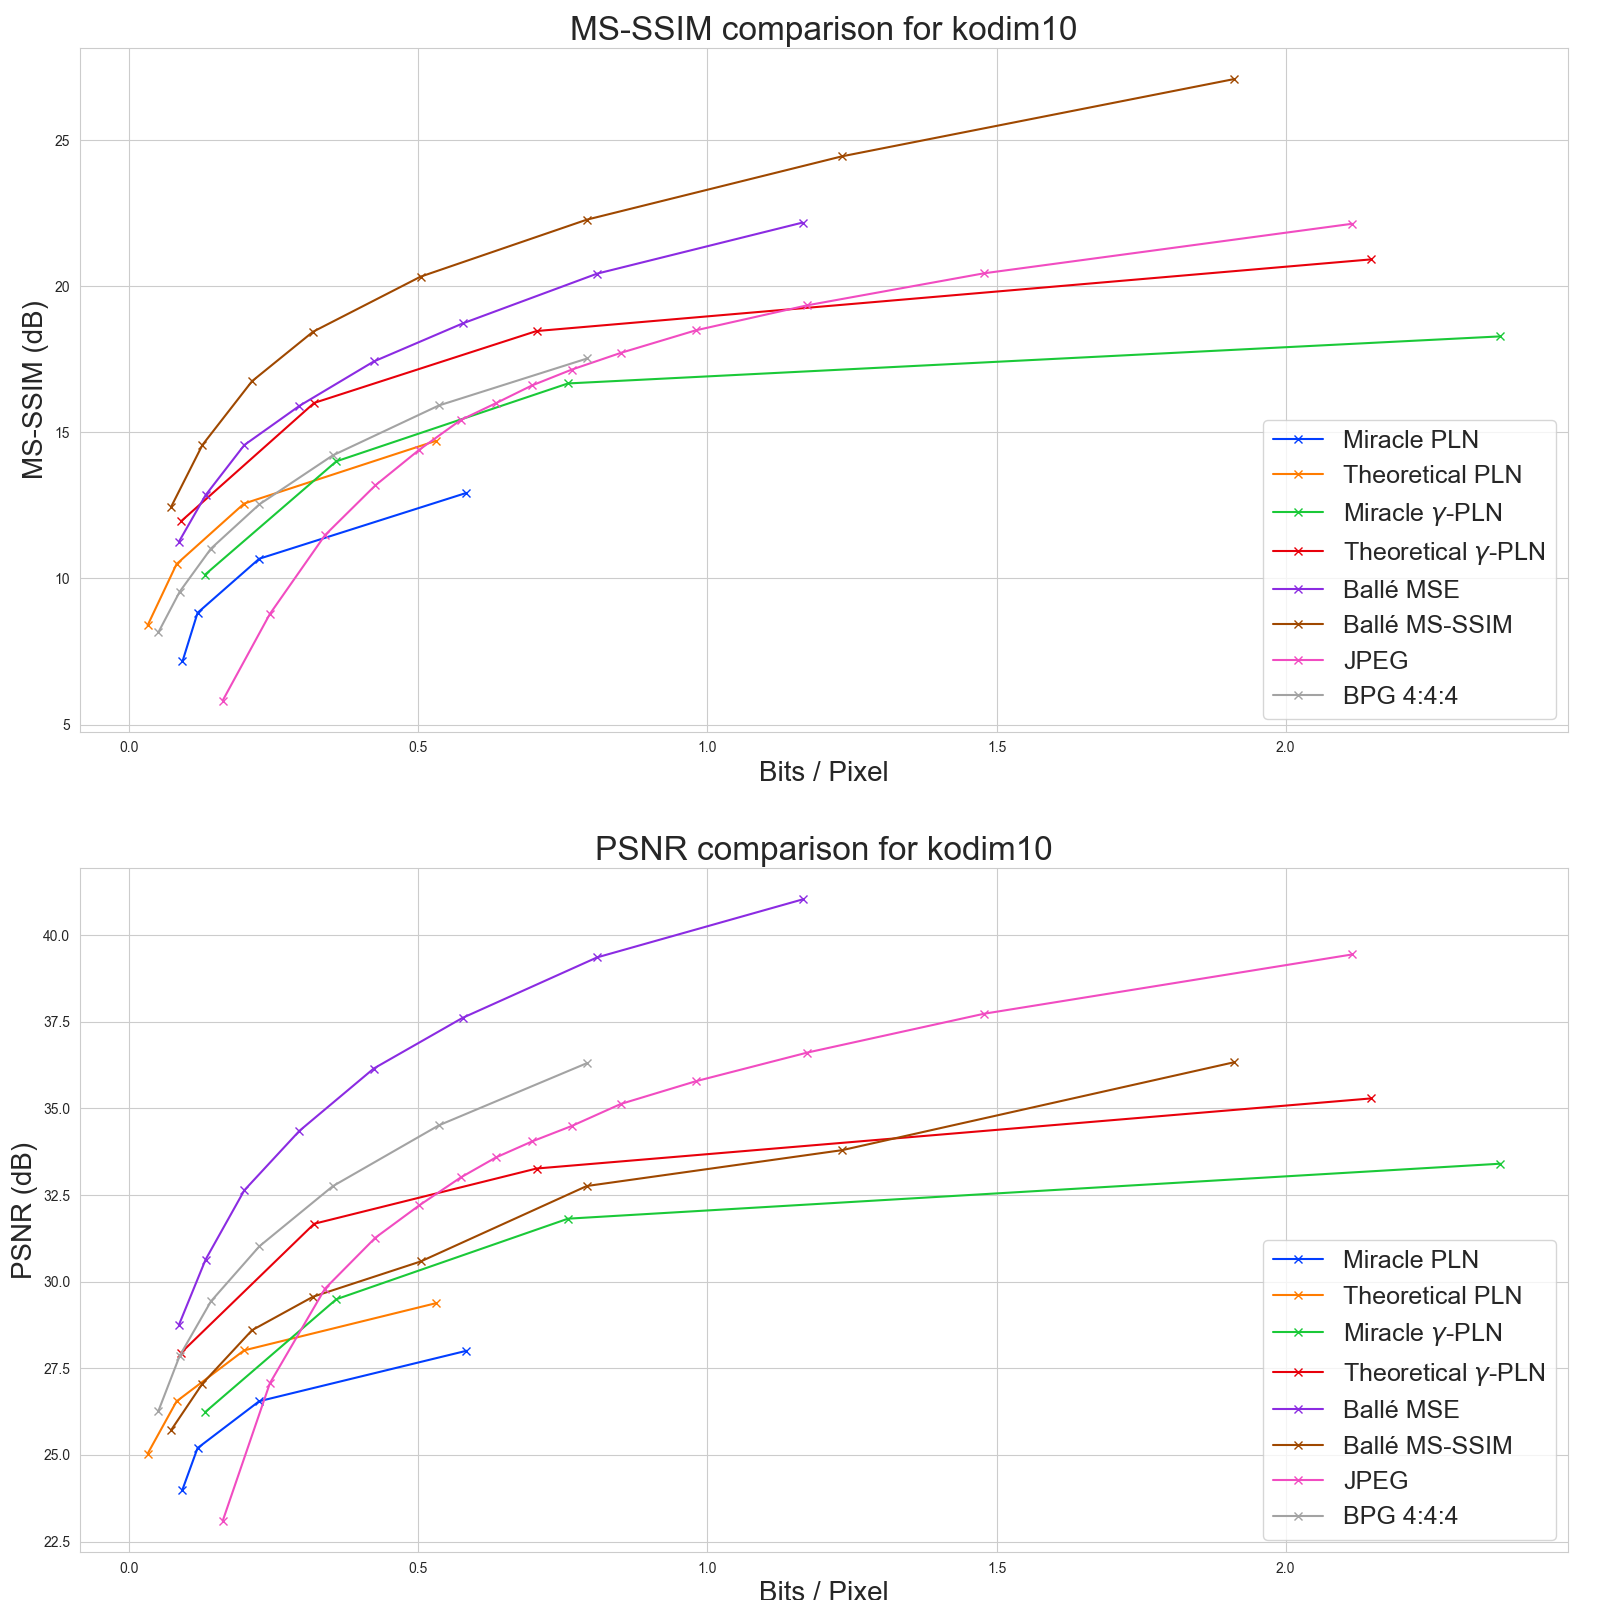 MS-SSIM comparison for kodim10
MS-SSIM (dB)
25
20
15
10
5
0.0 0.5 1.0 1.5 2.0
Bits / Pixel
Miracle PLN
Theoretical PLN
Miracle γ-PLN
Theoretical γ-PLN
Ballé MSE
Ballé MS-SSIM
JPEG
BPG 4:4:4
PSNR comparison for kodim10
PSNR (dB)
40.0
37.5
35.0
32.5
30.0
27.5
25.0
22.5
0.0 0.5 1.0 1.5 2.0
Bits / Pixel
Miracle PLN
Theoretical PLN
Miracle γ-PLN
Theoretical γ-PLN
Ballé MSE
Ballé MS-SSIM
JPEG
BPG 4:4:4